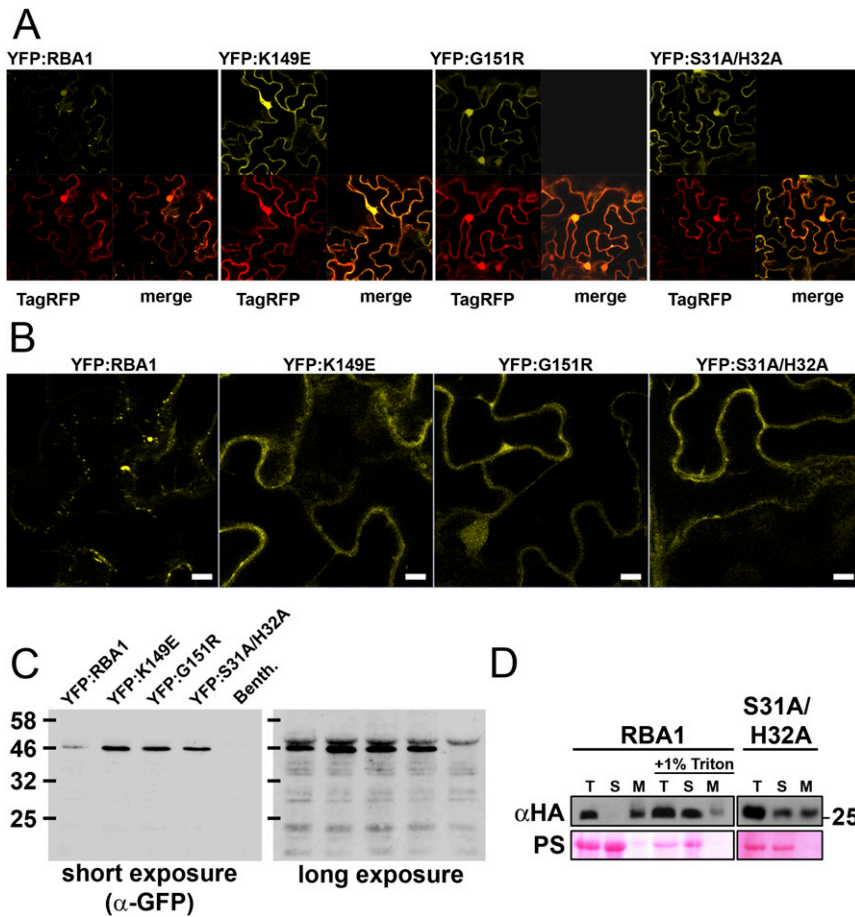 A
YFP:RBA1 YFP:K149E YFP:G151R YFP:S31A/H32A
TagRFP merge TagRFP merge TagRFP merge TagRFP merge
B
YFP:RBA1 YFP:K149E YFP:G151R YFP:S31A/H32A
C
YFP:RBA1
YFP:K149E
YFP:G151R
YFP:S31A/H32A
Benth.
58
46
32
25
short exposure
(α-GFP)
long exposure
D
RBA1
S31A/
H32A
+1% Triton
T S M T S M T S M
αHA
-25
PS